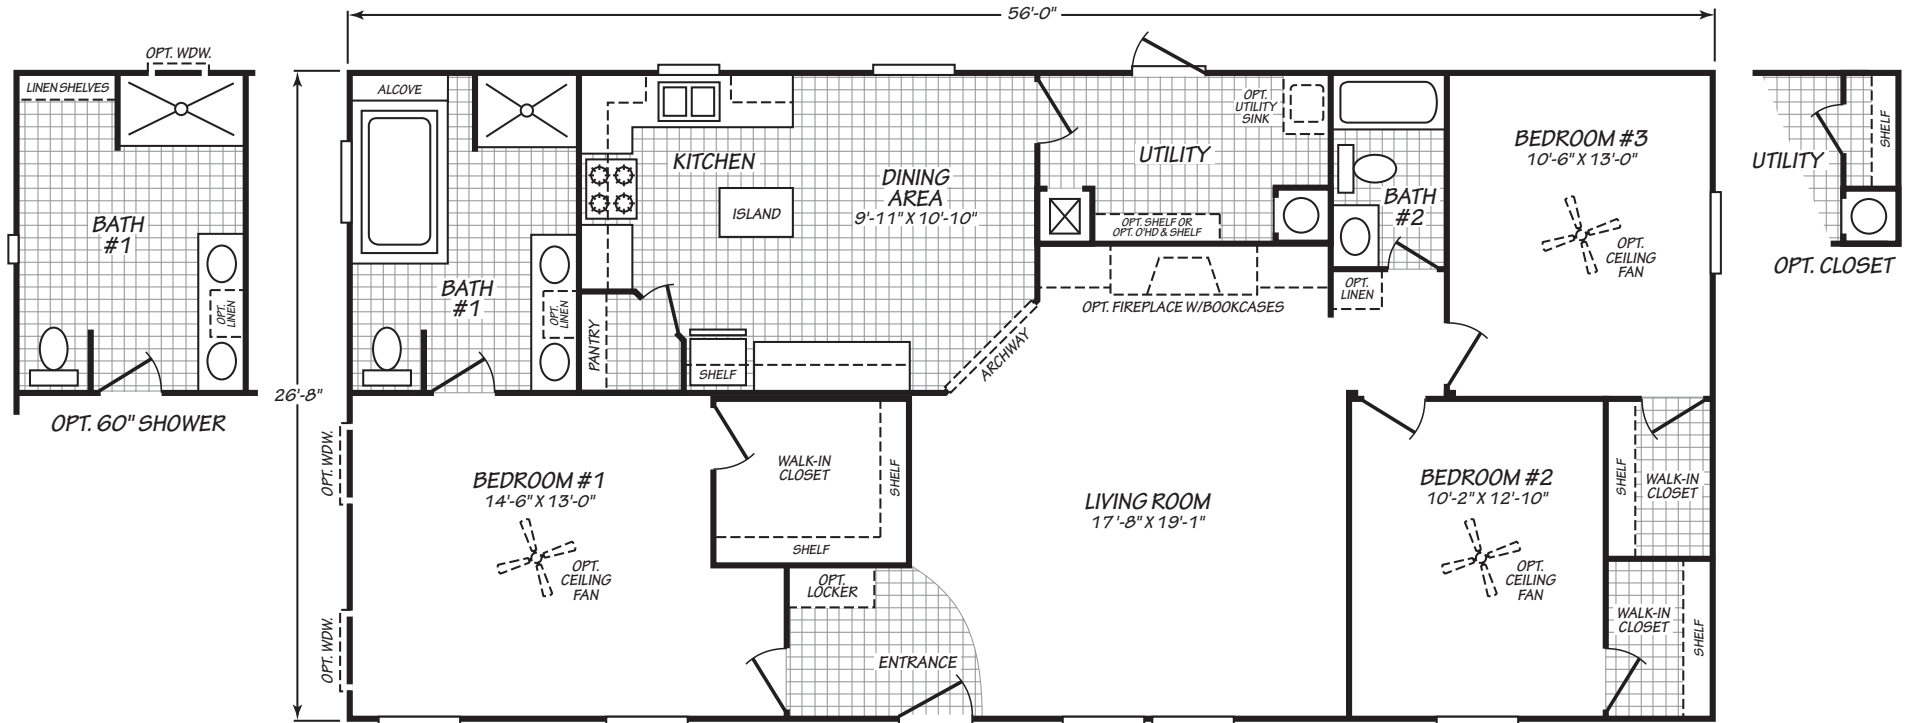 56'-0"
OPT. WDW.
LINEN SHELVES
BATH
#1
OPT.
LINEN
OPT. 60" SHOWER
26'-8"
ALCOVE
BATH
#1
OPT.
LINEN
KITCHEN
ISLAND
PANTRY
SHELF
DINING
AREA
9'-11" X 10'-10"
ARCHWAY
UTILITY
OPT.
UTILITY
SINK
OPT. SHELF OR
OPT. O'HD & SHELF
OPT. FIREPLACE W/BOOKCASES
BATH
#2
OPT.
LINEN
BEDROOM #3
10'-6" X 13'-0"
OPT.
CEILING
FAN
UTILITY
SHELF
OPT. CLOSET
OPT. WDW.
OPT. WDW.
BEDROOM #1
14'-6" X 13'-0"
OPT.
CEILING
FAN
WALK-IN
CLOSET
SHELF
SHELF
OPT.
LOCKER
ENTRANCE
LIVING ROOM
17'-8" X 19'-1"
BEDROOM #2
10'-2" X 12'-10"
OPT.
CEILING
FAN
SHELF
WALK-IN
CLOSET
WALK-IN
CLOSET
SHELF